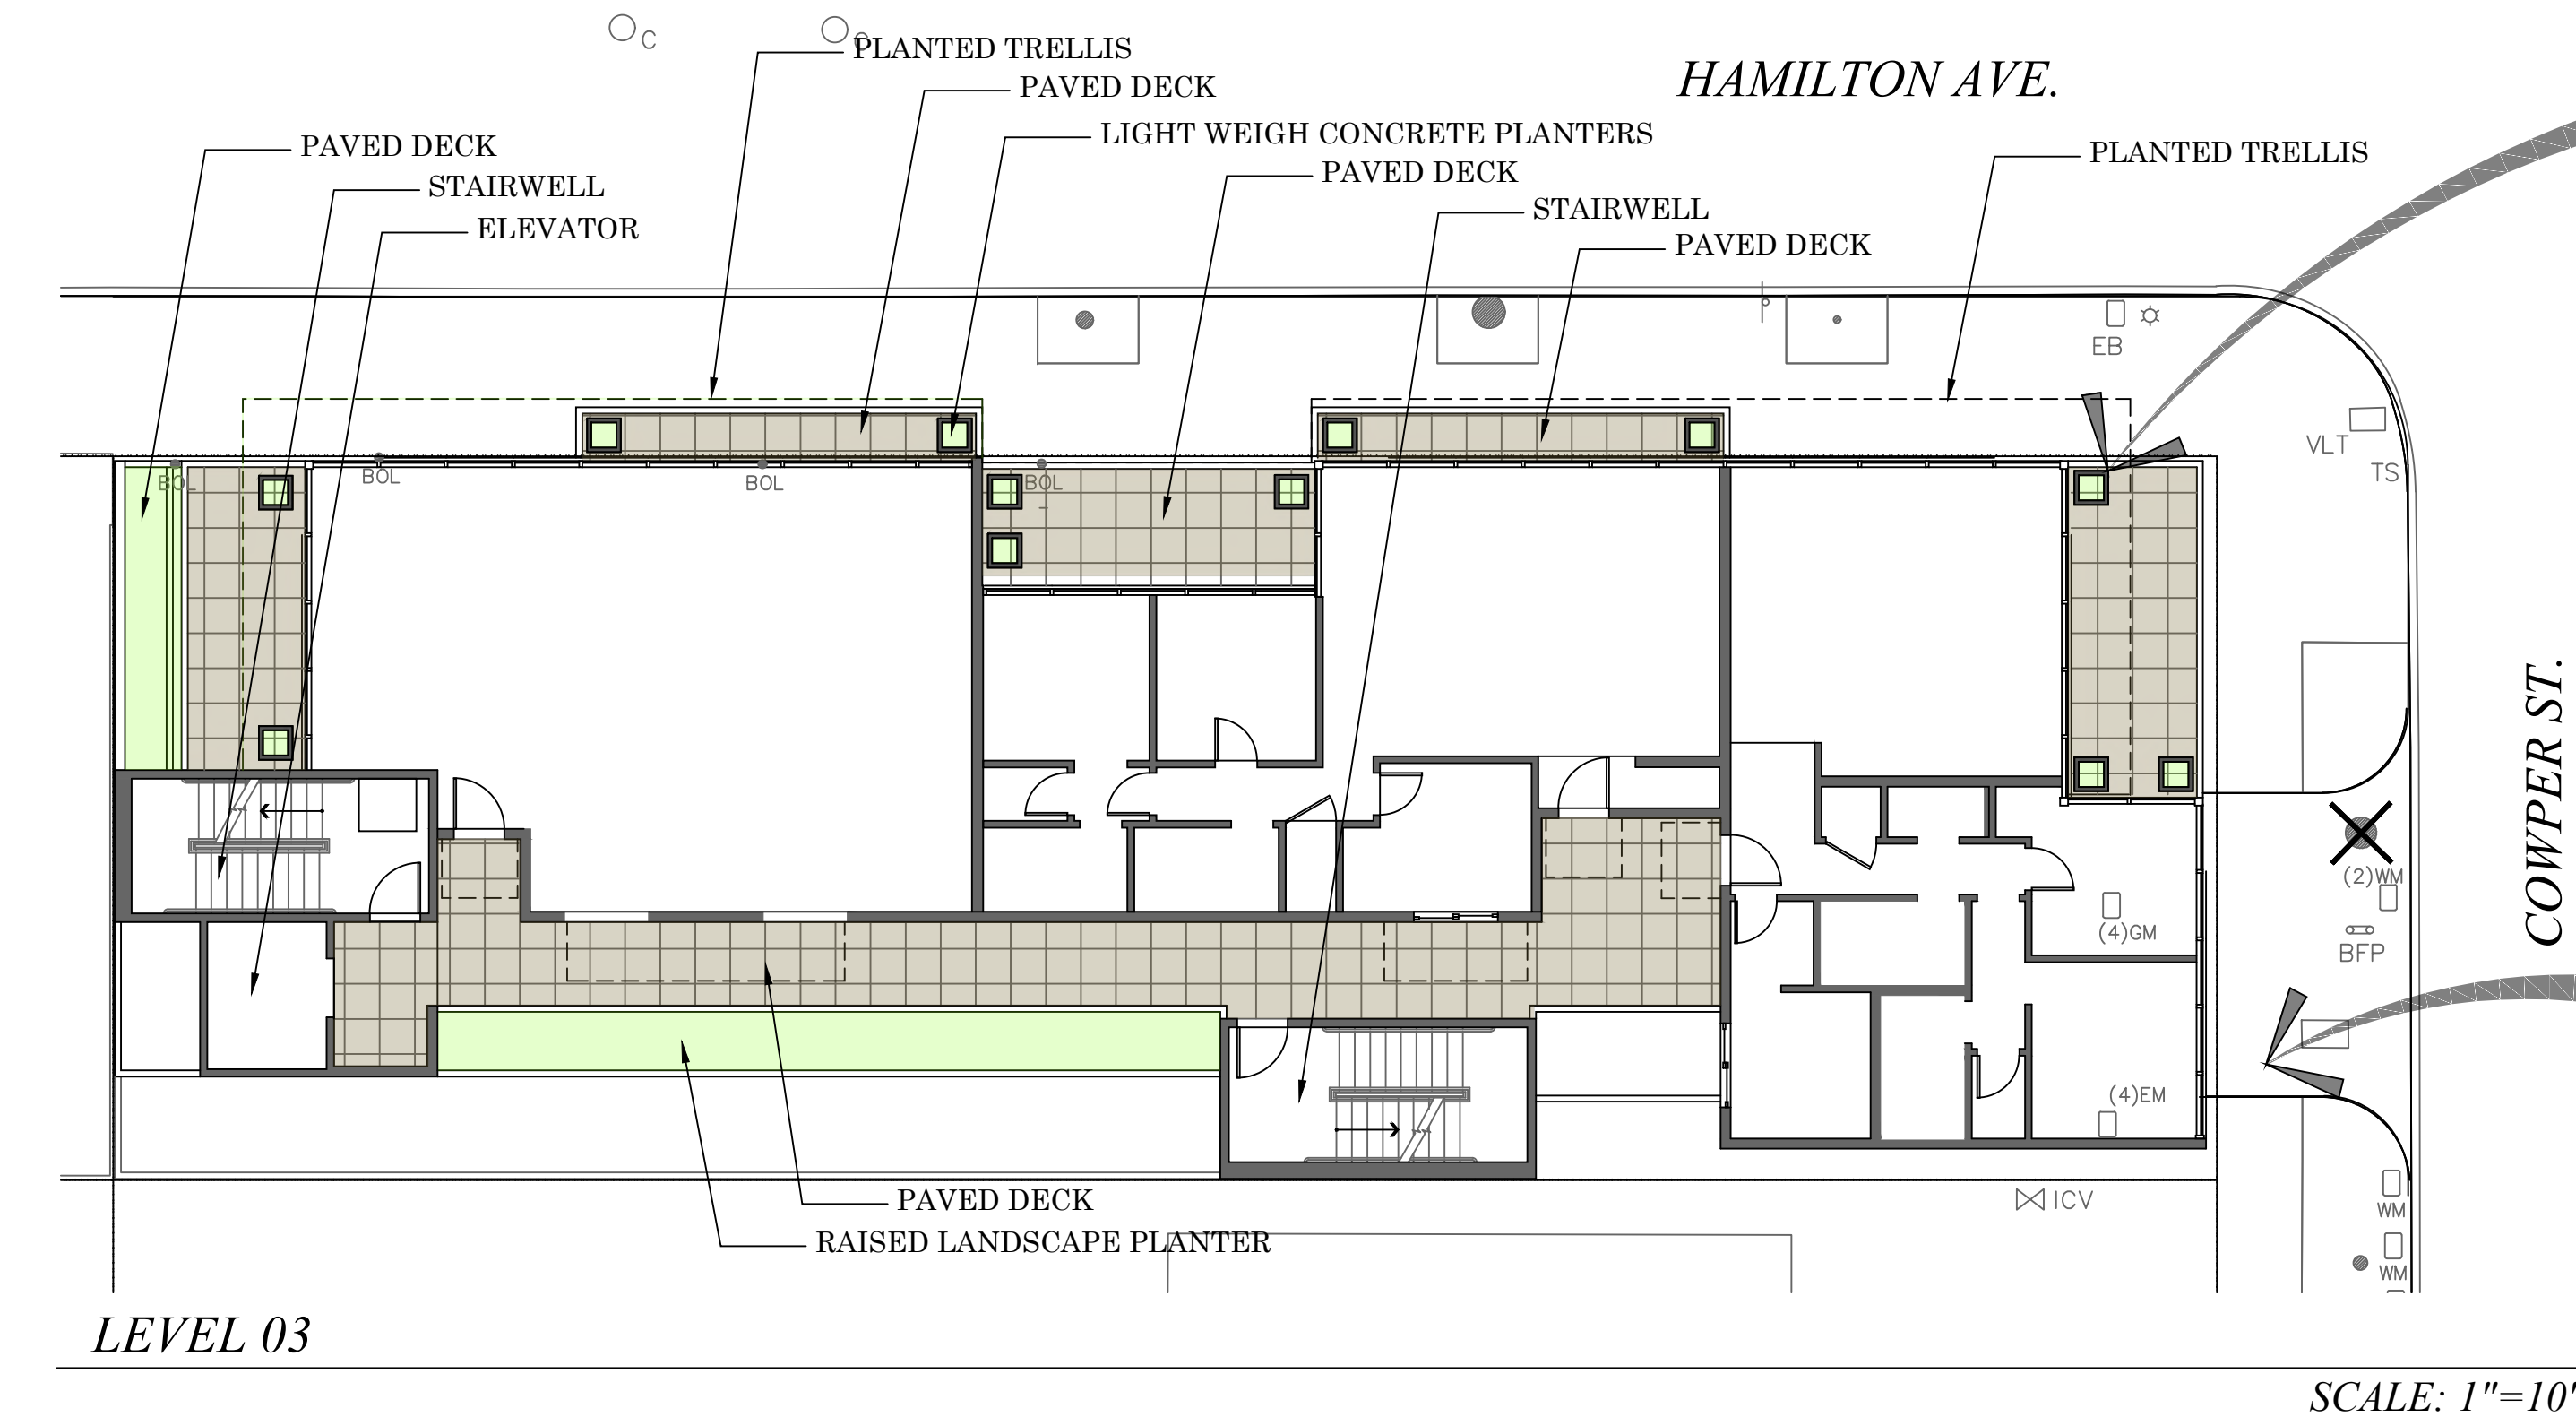 C
C
PLANTED TRELLIS
PAVED DECK
HAMILTON AVE.
LIGHT WEIGH CONCRETE PLANTERS
PAVED DECK
PLANTED TRELLIS
PAVED DECK
STAIRWELL
STAIRWELL
ELEVATOR
PAVED DECK
EB
VLT
TS
BOL
BOL
BOL
BOL
COWPER ST.
(2)WM
(4)GM
BFP
(4)EM
WM
ICV
PAVED DECK
RAISED LANDSCAPE PLANTER
WM
LEVEL 03
SCALE: 1"=10'